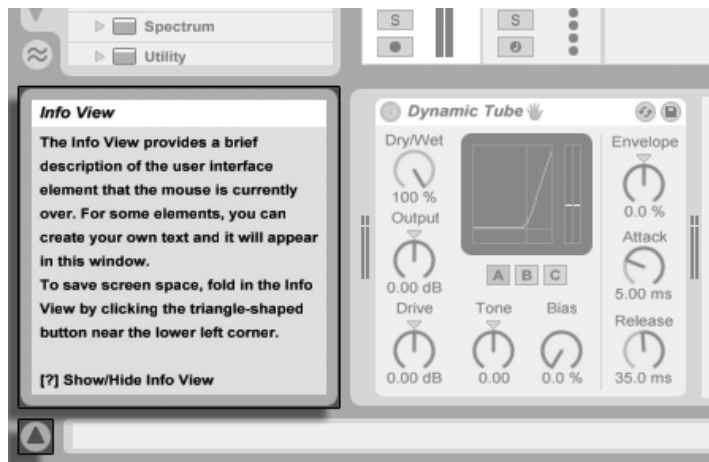 Spectrum
Utility
S
S
Info View
The Info View provides a brief
description of the user interface
element that the mouse is currently
over. For some elements, you can
create your own text and it will appear
in this window.
To save screen space, fold in the Info
View by clicking the triangle-shaped
button near the lower left corner.
[?] Show/Hide Info View
Dynamic Tube
Dry/Wet
100 %
Output
0.00 dB
A B C
Envelope
0.0 %
Attack
5.00 ms
Drive Tone Bias
Release
0.00 dB 0.00 0.0 % 35.0 ms